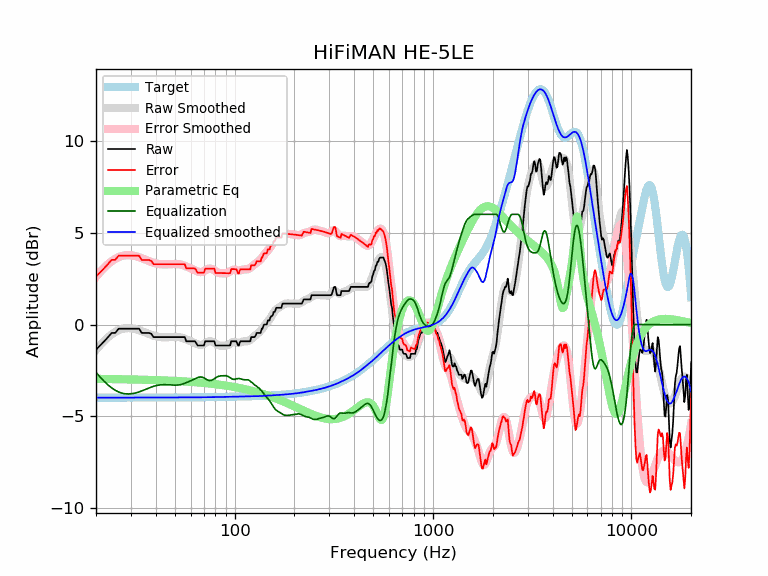 HiFiMAN HE-5LE
Target
Raw Smoothed
Error Smoothed
Raw
Error
Parametric Eq
Equalization
Equalized smoothed
Amplitude (dBr)
10
5
0
−5
−10
100
1000
10000
Frequency (Hz)